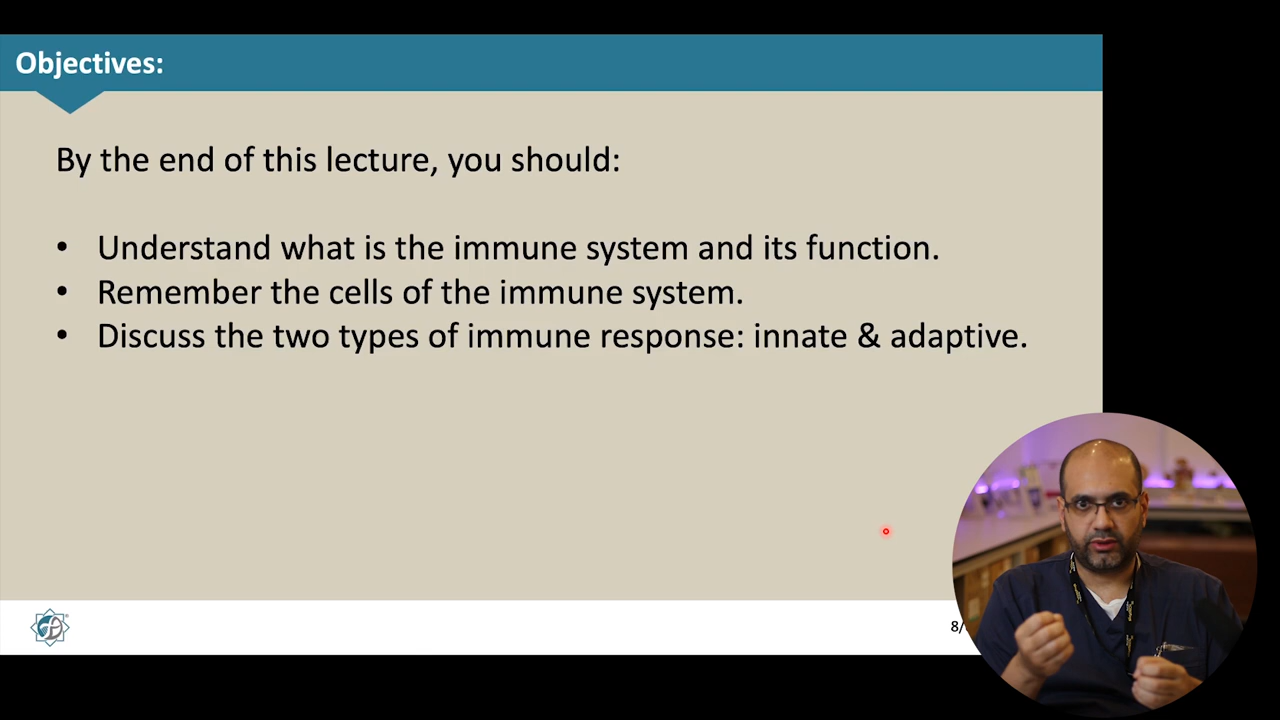 Objectives:
By the end of this lecture, you should:
• Understand what is the immune system and its function.
• Remember the cells of the immune system.
• Discuss the two types of immune response: innate & adaptive.
8/